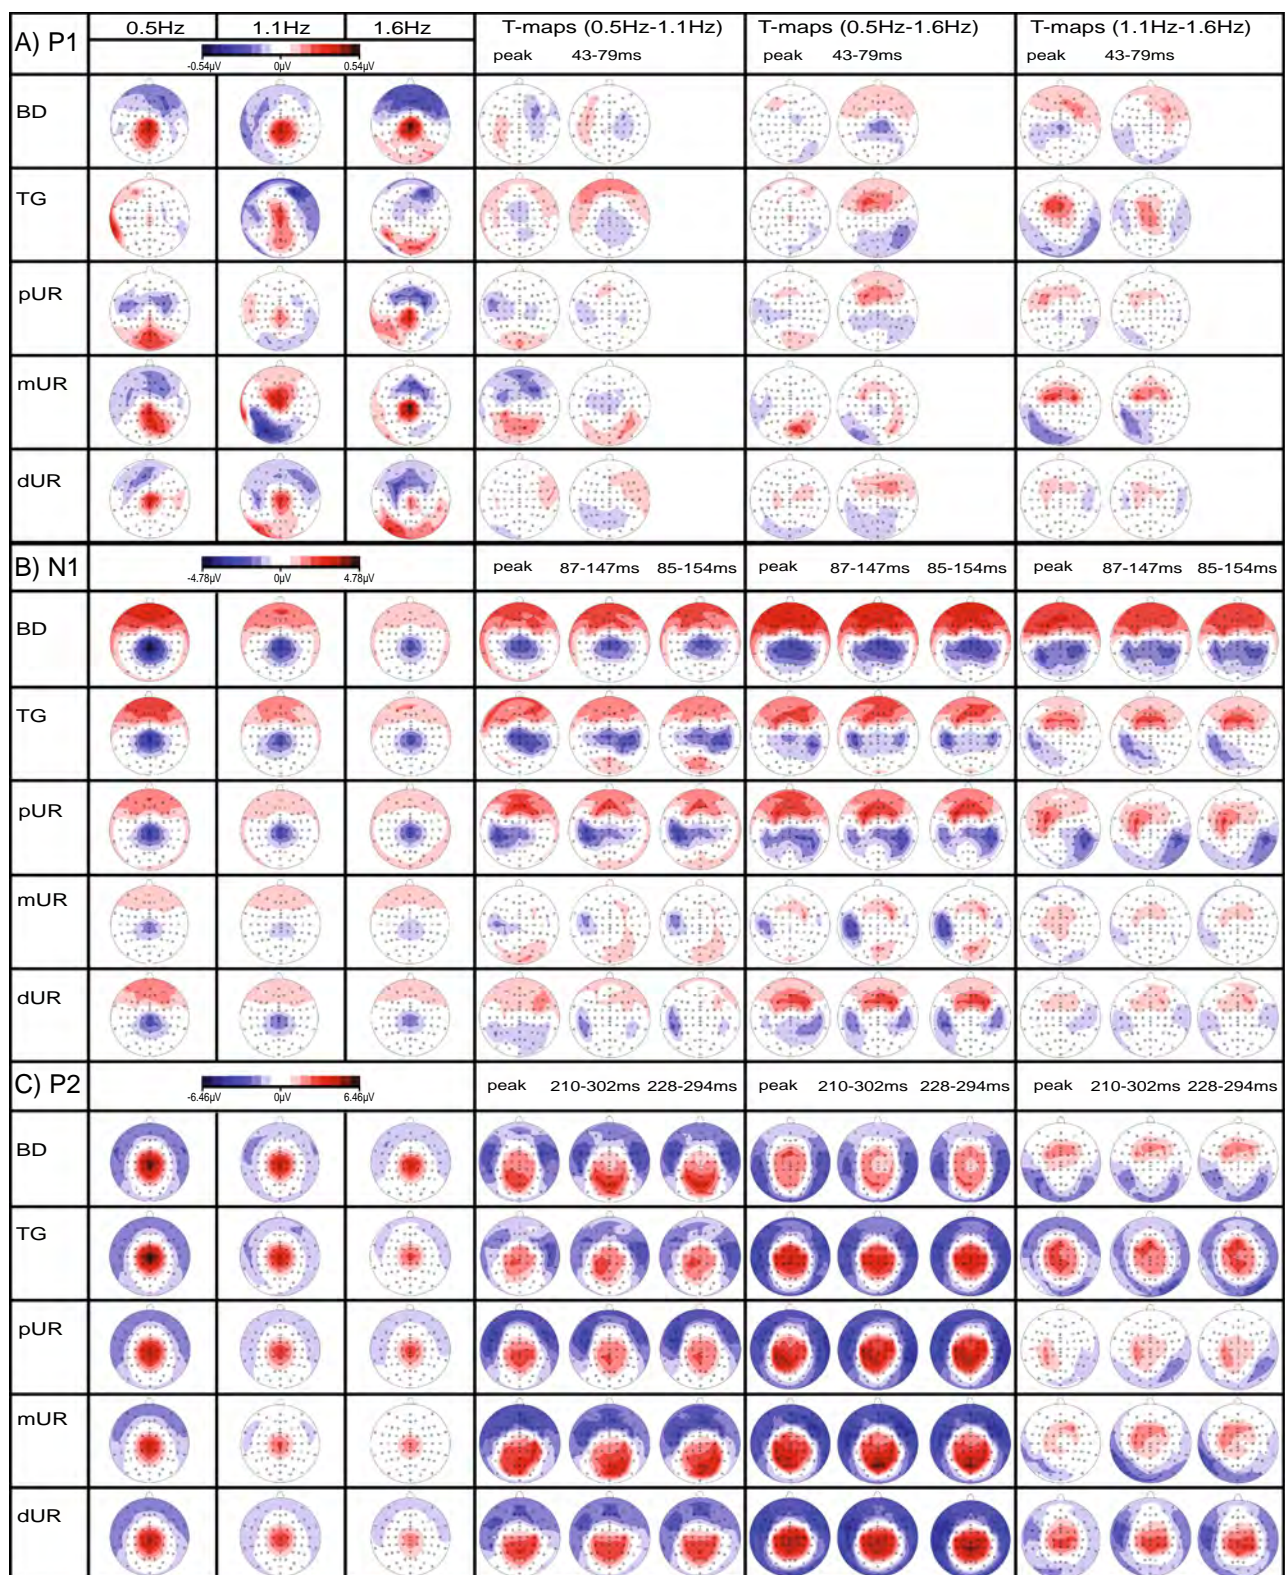 A) P1 0.5Hz 1.1Hz 1.6Hz T-maps (0.5Hz-1.1Hz) T-maps (0.5Hz-1.6Hz) T-maps (1.1Hz-1.6Hz)
-0.54µV 0µV 0.54µV peak 43-79ms peak 43-79ms peak 43-79ms
BD
TG
pUR
mUR
dUR
B) N1 -4.78µV 0µV 4.78µV peak 87-147ms 85-154ms peak 87-147ms 85-154ms peak 87-147ms 85-154ms
BD
TG
pUR
mUR
dUR
C) P2 -6.46µV 0µV 6.46µV peak 210-302ms 228-294ms peak 210-302ms 228-294ms peak 210-302ms 228-294ms
BD
TG
pUR
mUR
dUR